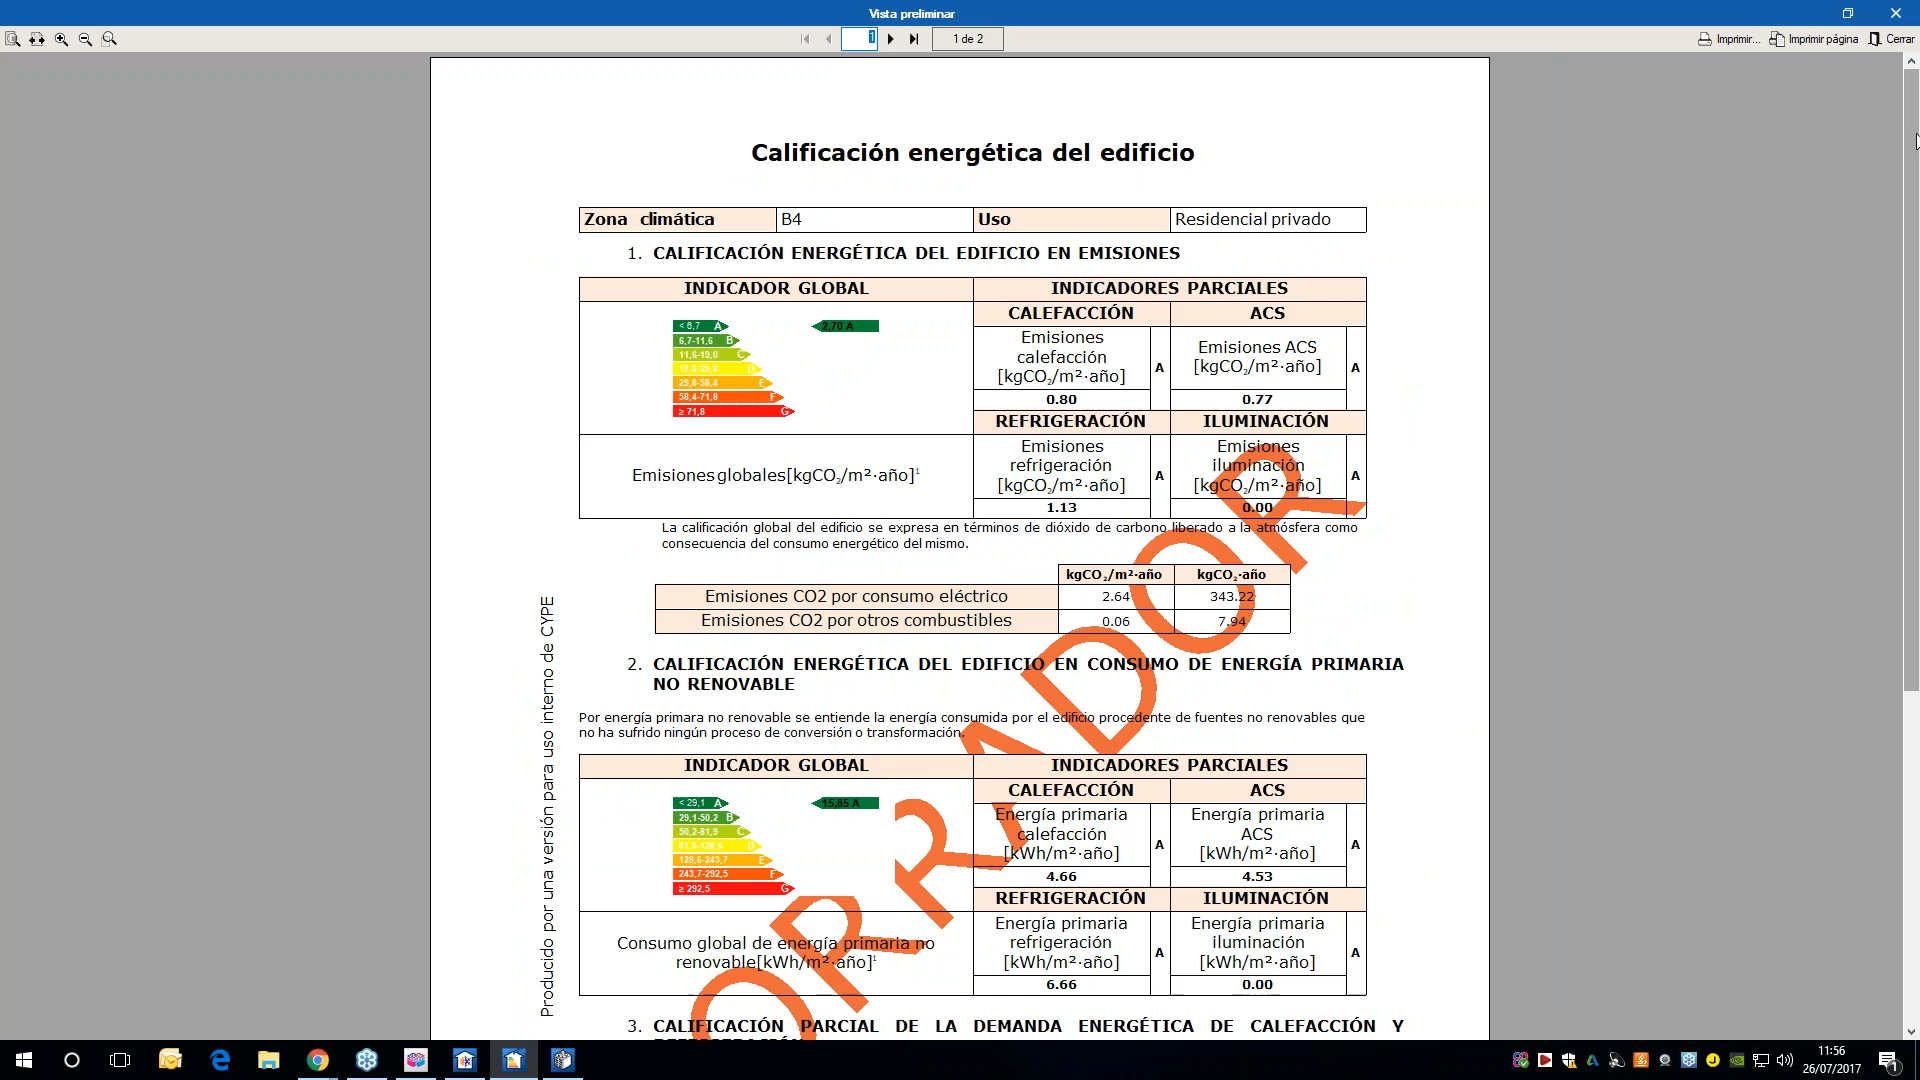 Vista preliminar
1
1 de 2
Imprimir...
Imprimir página
Cerrar
Calificación energética del edificio
Zona climática B4 Uso Residencial privado
1. CALIFICACIÓN ENERGÉTICA DEL EDIFICIO EN EMISIONES
INDICADOR GLOBAL INDICADORES PARCIALES
CALEFACCIÓN ACS
< 6,7 A
2,70 A
6,7-11,6 B
11,6-19,0 C
D
29,8-58,4 E
58,4-71,8 F
≥ 71,8 G
Emisiones
calefacción
[kgCO₂/m²·año]
A
0.80
Emisiones ACS
[kgCO₂/m²·año]
A
0.77
REFRIGERACIÓN ILUMINACIÓN
Emisiones globales[kgCO₂/m²·año]¹
Emisiones
refrigeración
[kgCO₂/m²·año]
A
1.13
Emisiones
iluminación
[kgCO₂/m²·año]
A
0.00
La calificación global del edificio se expresa en términos de dióxido de carbono liberado a la atmósfera como
consecuencia del consumo energético del mismo.
kgCO₂/m²·año kgCO₂·año
Emisiones CO2 por consumo eléctrico 2.64 343.22
Emisiones CO2 por otros combustibles 0.06 7.94
2. CALIFICACIÓN ENERGÉTICA DEL EDIFICIO EN CONSUMO DE ENERGÍA PRIMARIA
NO RENOVABLE
Por energía primara no renovable se entiende la energía consumida por el edificio procedente de fuentes no renovables que
no ha sufrido ningún proceso de conversión o transformación.
INDICADOR GLOBAL INDICADORES PARCIALES
CALEFACCIÓN ACS
< 29,1 A
15,85 A
29,1-50,2 B
50,2-81,9 C
D
128,6-243,7 E
243,7-292,5 F
≥ 292,5 G
Energía primaria
calefacción
[kWh/m²·año]
A
4.66
Energía primaria
ACS
[kWh/m²·año]
A
4.53
REFRIGERACIÓN ILUMINACIÓN
Consumo global de energía primaria no
renovable[kWh/m²·año]¹
Energía primaria
refrigeración
[kWh/m²·año]
A
6.66
Energía primaria
iluminación
[kWh/m²·año]
A
0.00
3. CALIFICACIÓN PARCIAL DE LA DEMANDA ENERGÉTICA DE CALEFACCIÓN Y
Producido por una versión para uso interno de CYPE
ORRADOR
11:56
26/07/2017
1